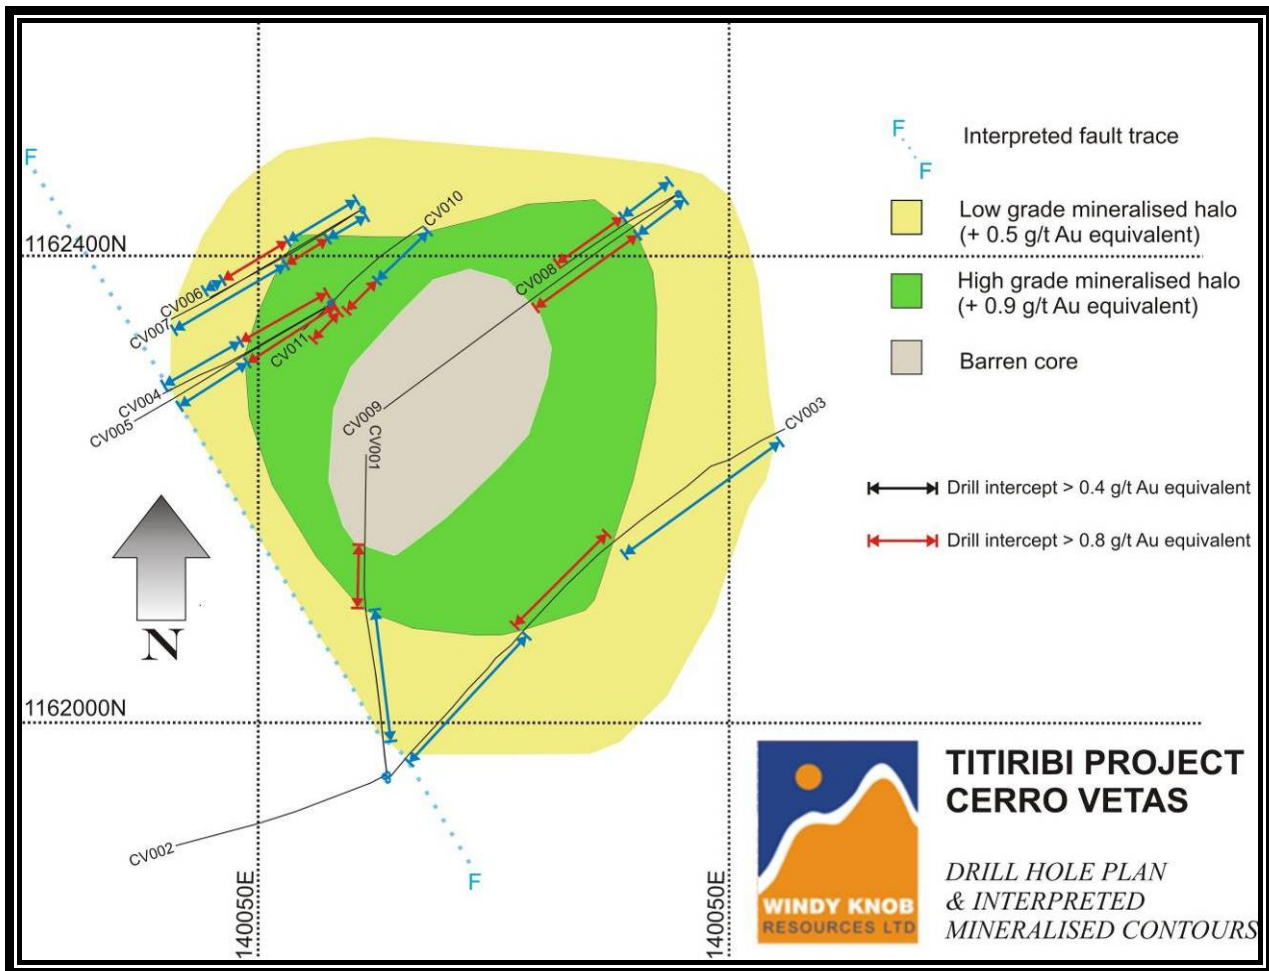 F
Interpreted fault trace
F
F
Low grade mineralised halo
(+ 0.5 g/t Au equivalent)
CV010
1162400N
High grade mineralised halo
(+ 0.9 g/t Au equivalent)
CV008
CV006
CV007
CV011
Barren core
CV004
CV005
CV009
CV001
CV003
Drill intercept > 0.4 g/t Au equivalent
Drill intercept > 0.8 g/t Au equivalent
N
1162000N
CV002
F
140050E
140050E
WINDY KNOB
RESOURCES LTD
TITIRIBI PROJECT
CERRO VETAS
DRILL HOLE PLAN
& INTERPRETED
MINERALISED CONTOURS